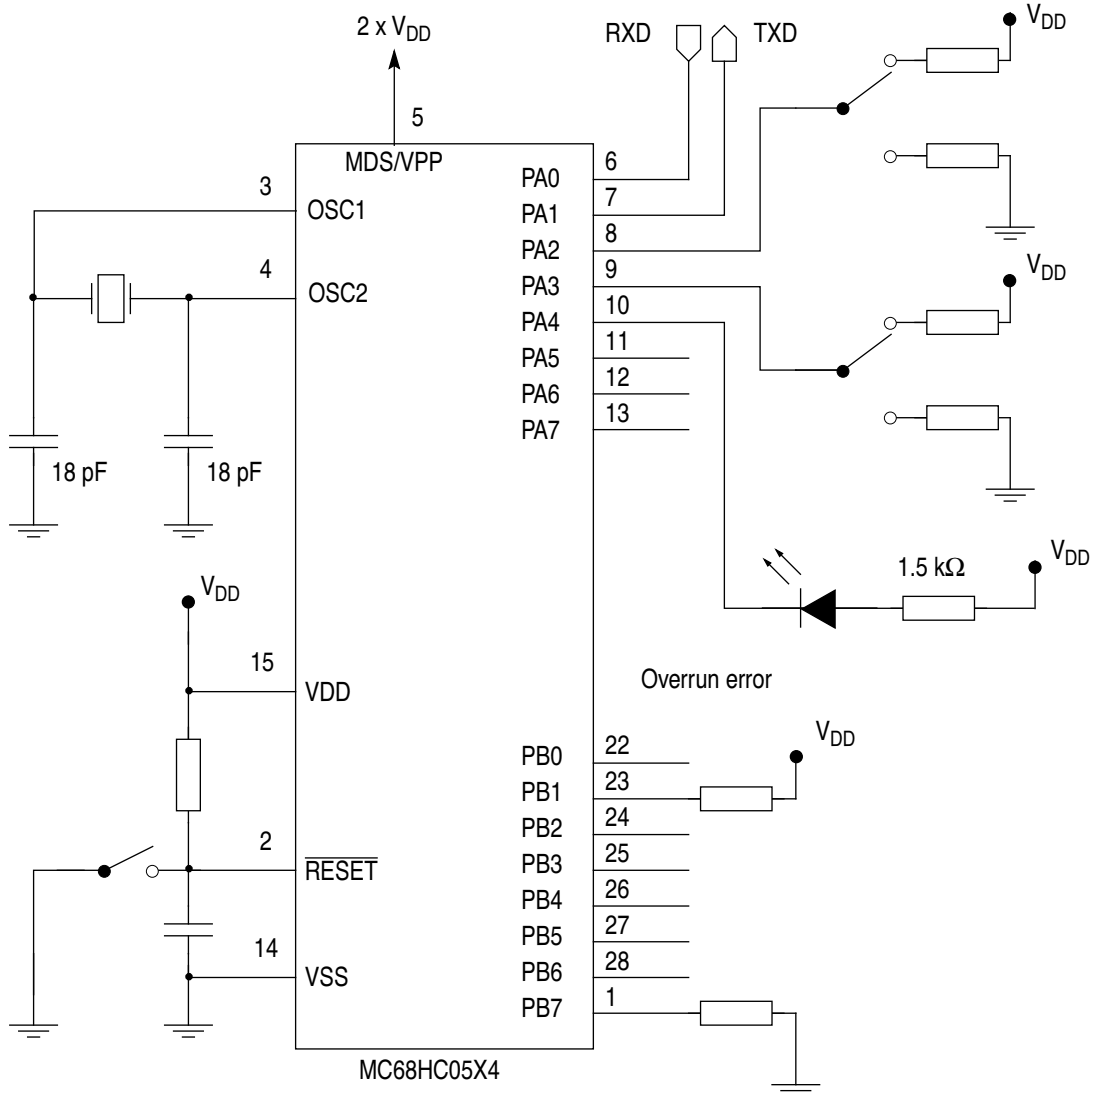 2 x VDD
RXD
TXD
VDD
5
MDS/VPP
3
OSC1
4
OSC2
PA0
6
PA1
7
PA2
8
PA3
9
PA4
10
PA5
11
PA6
12
PA7
13
VDD
18 pF
18 pF
VDD
1.5 kΩ
VDD
15
VDD
Overrun error
VDD
PB0
22
PB1
23
PB2
24
PB3
25
PB4
26
PB5
27
PB6
28
PB7
1
2
RESET
14
VSS
MC68HC05X4